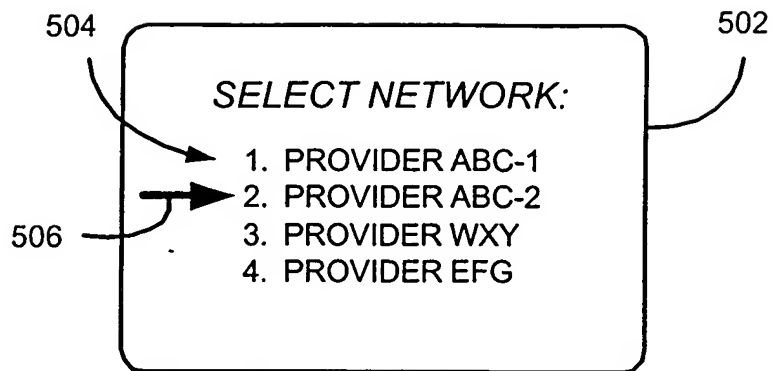 504
502
SELECT NETWORK:
1. PROVIDER ABC-1
2. PROVIDER ABC-2
506
3. PROVIDER WXY
4. PROVIDER EFG